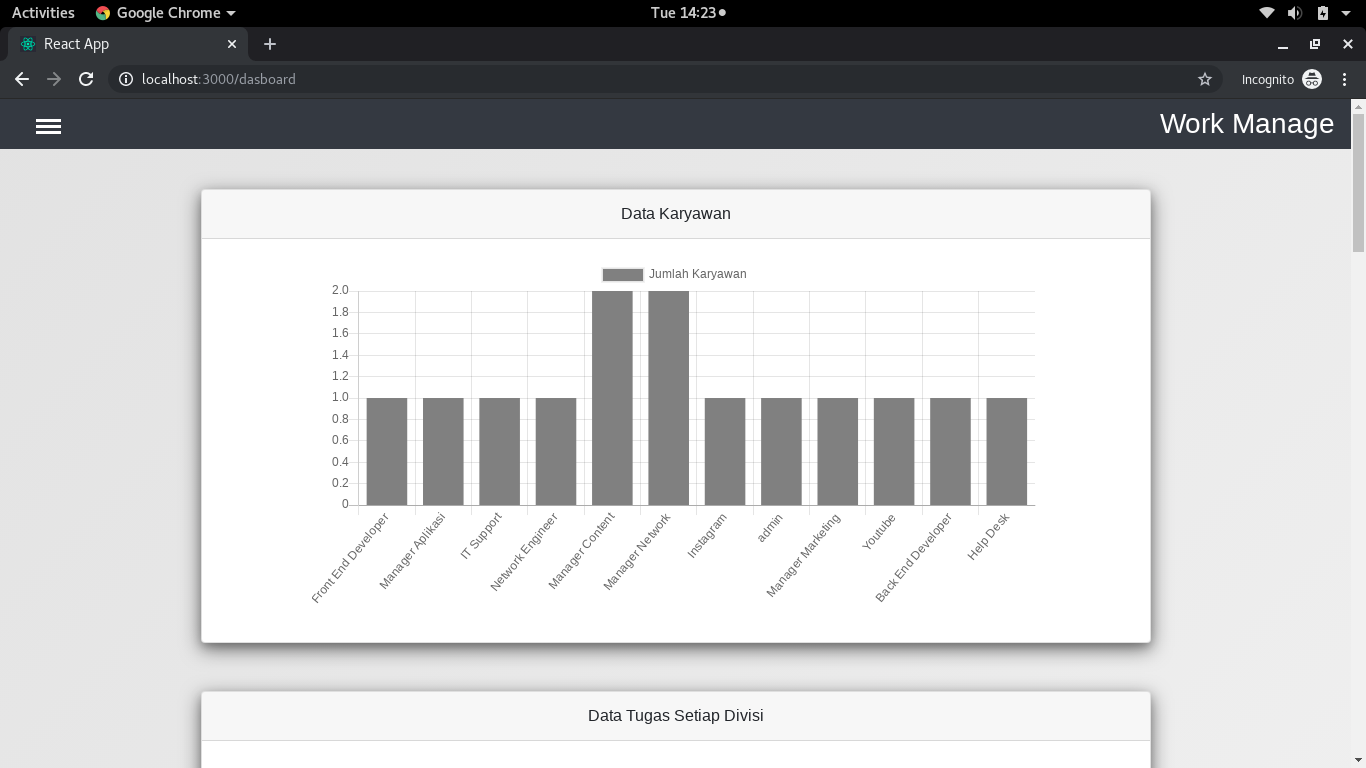 Activities Google Chrome Tue 14:23
React App
localhost:3000/dasboard Incognito
Work Manage
Data Karyawan
Jumlah Karyawan
2.0
1.8
1.6
1.4
1.2
1.0
0.8
0.6
0.4
0.2
0
Front End Developer
Manager Aplikasi
IT Support
Network Engineer
Manager Content
Manager Network
Instagram
admin
Manager Marketing
Youtube
Back End Developer
Help Desk
Data Tugas Setiap Divisi